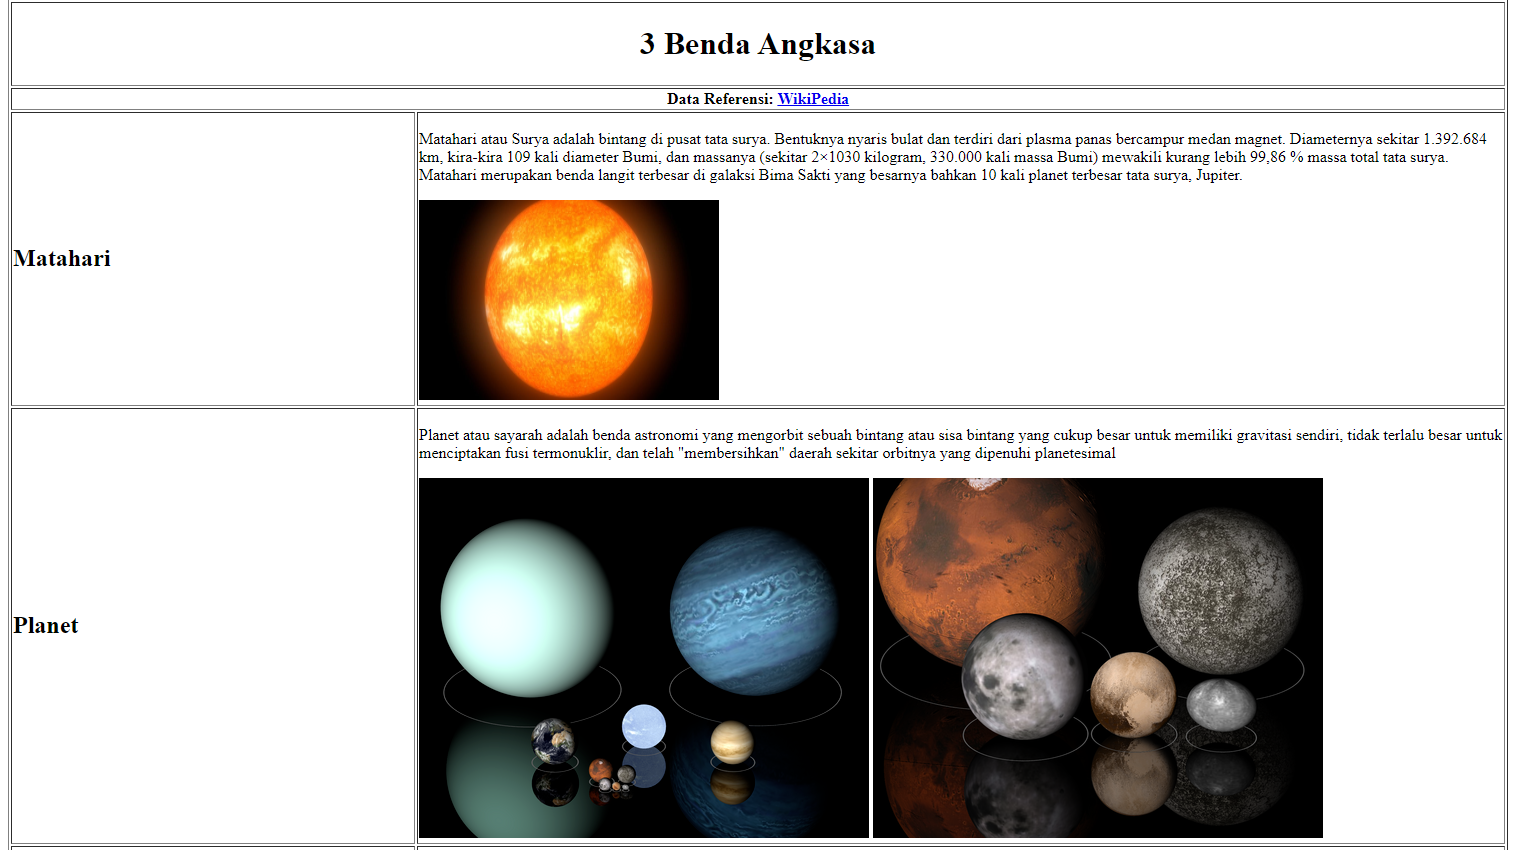 3 Benda Angkasa
Data Referensi: WikiPedia
Matahari
Matahari atau Surya adalah bintang di pusat tata surya. Bentuknya nyaris bulat dan terdiri dari plasma panas bercampur medan magnet. Diameternya sekitar 1.392.684
km, kira-kira 109 kali diameter Bumi, dan massanya (sekitar 2×1030 kilogram, 330.000 kali massa Bumi) mewakili kurang lebih 99,86 % massa total tata surya.
Matahari merupakan benda langit terbesar di galaksi Bima Sakti yang besarnya bahkan 10 kali planet terbesar tata surya, Jupiter.
Planet
Planet atau sayarah adalah benda astronomi yang mengorbit sebuah bintang atau sisa bintang yang cukup besar untuk memiliki gravitasi sendiri, tidak terlalu besar untuk
menciptakan fusi termonuklir, dan telah "membersihkan" daerah sekitar orbitnya yang dipenuhi planetesimal